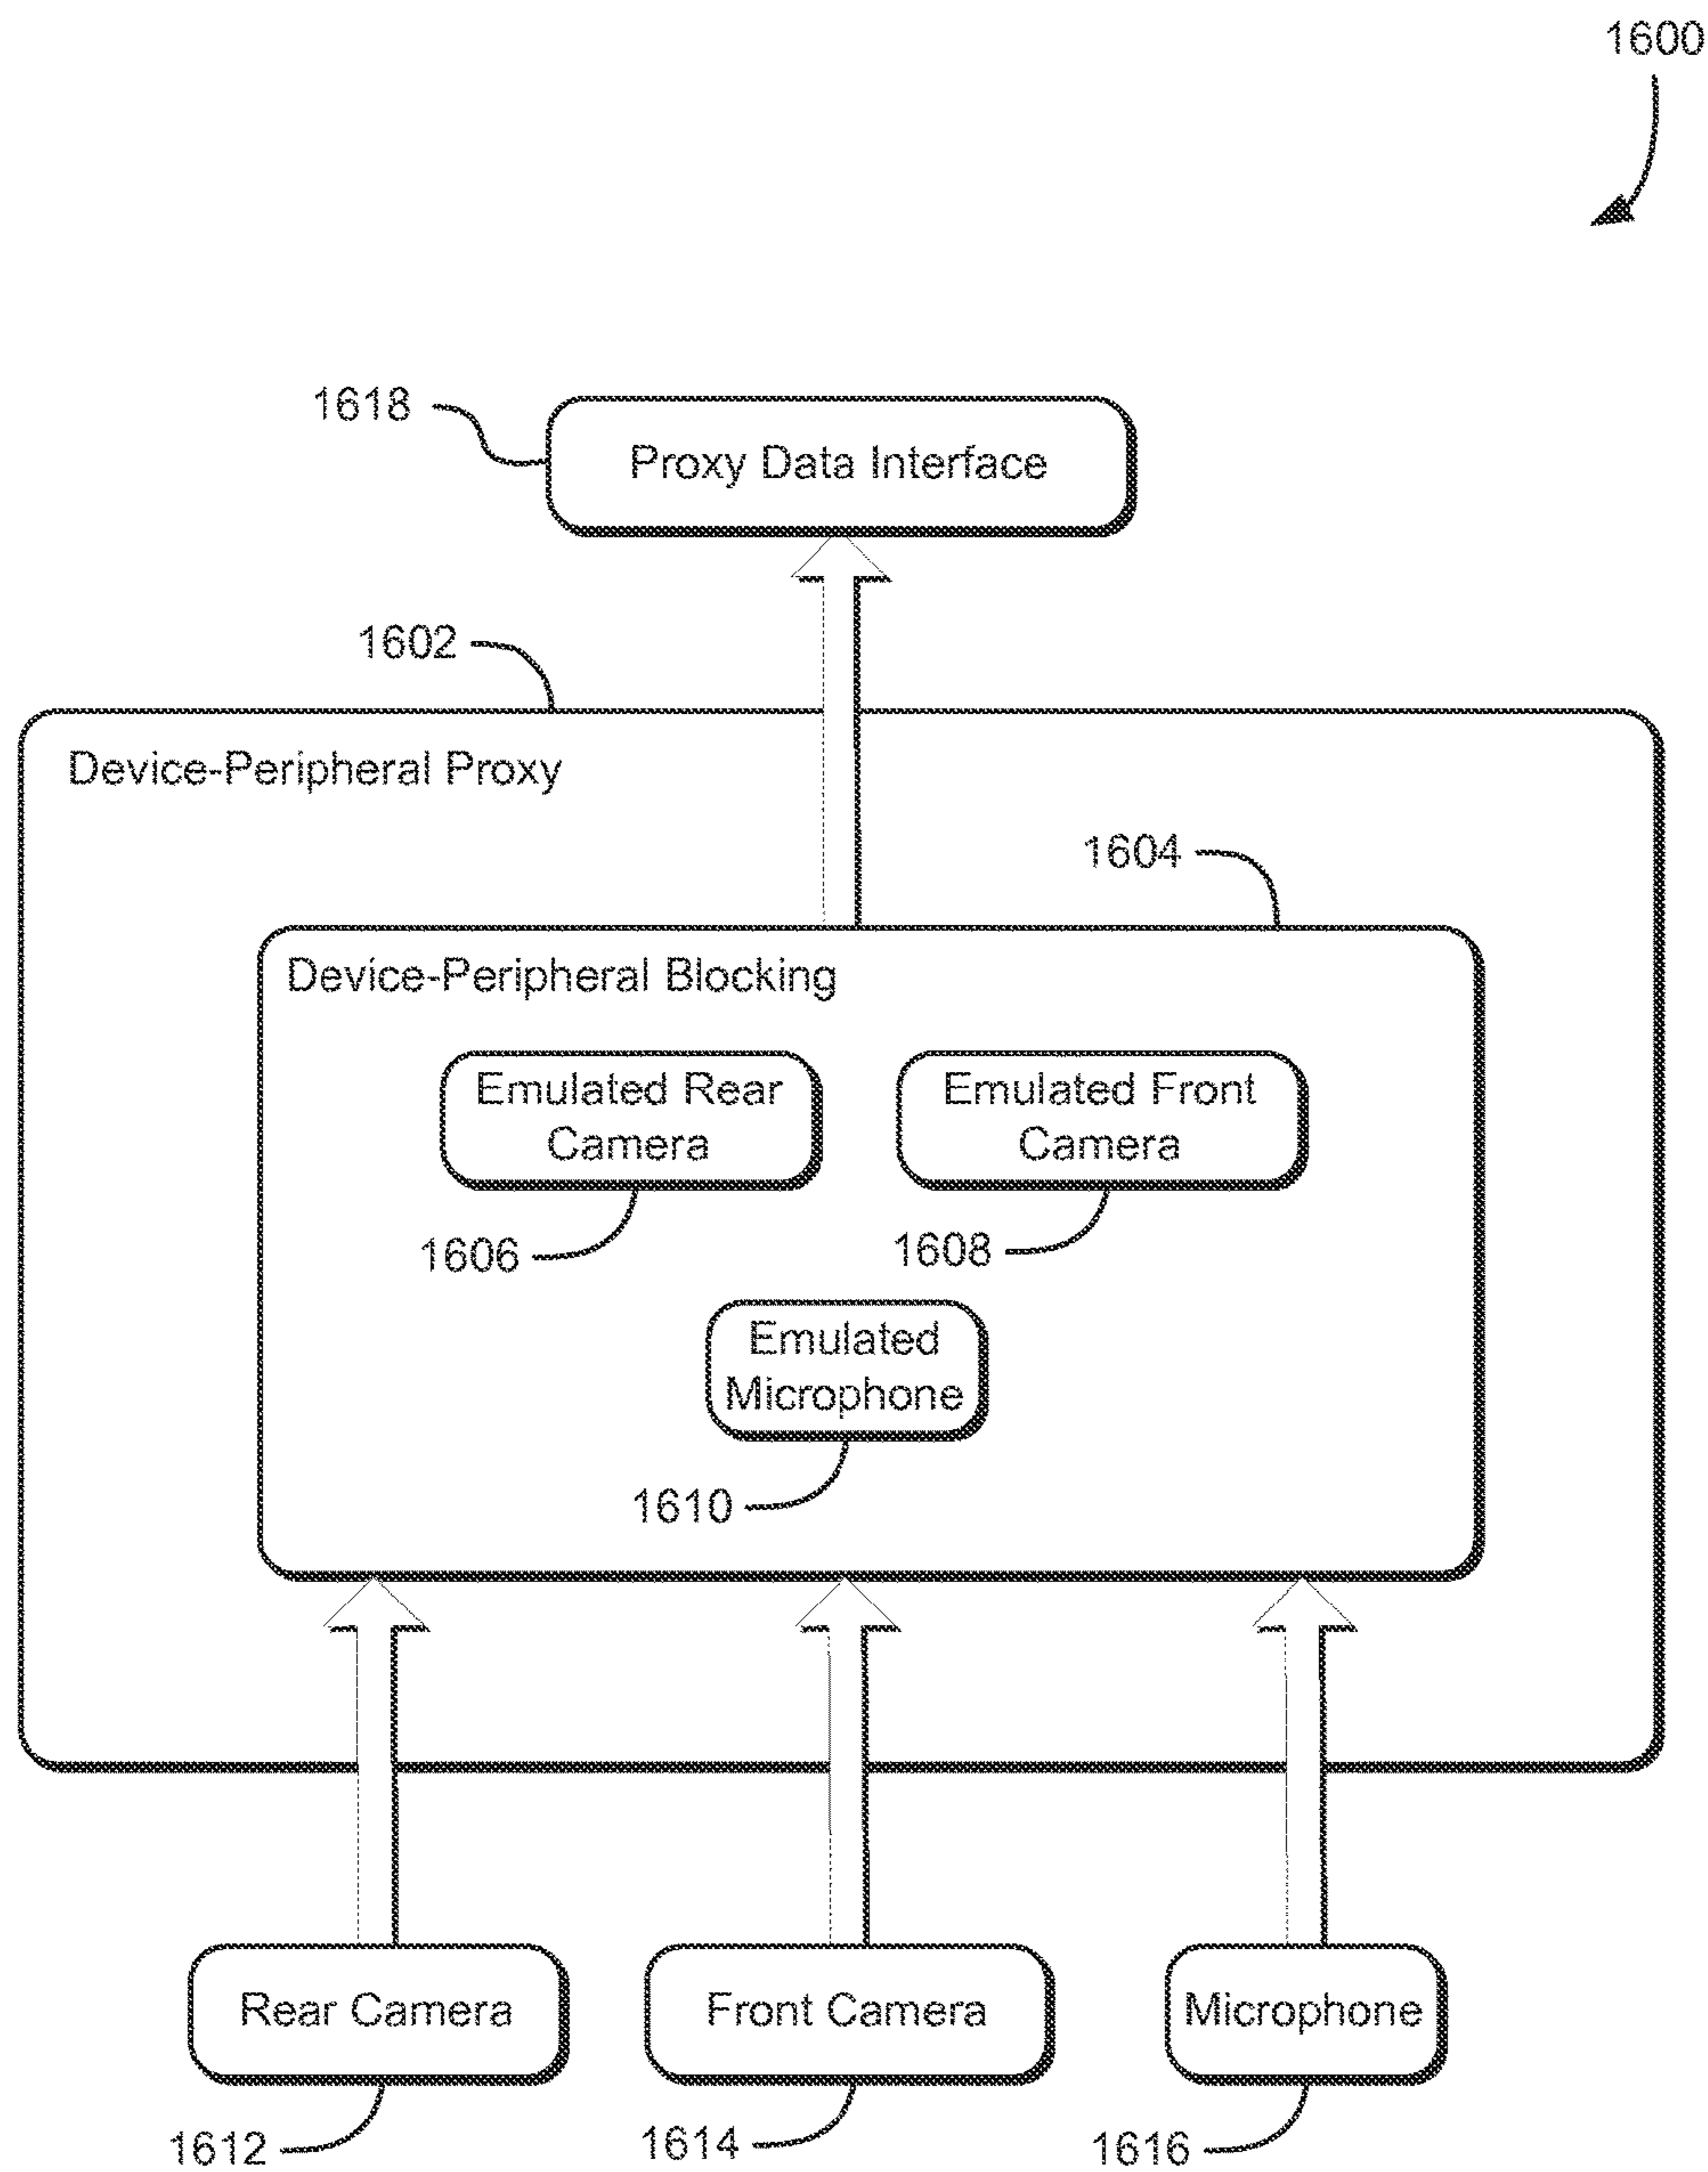 1600
1618
Proxy Data Interface
1602
Device-Peripheral Proxy
1604
Device-Peripheral Blocking
Emulated Rear
Camera
Emulated Front
Camera
1606
1608
Emulated
Microphone
1610
Rear Camera
Front Camera
Microphone
1612
1614
1616